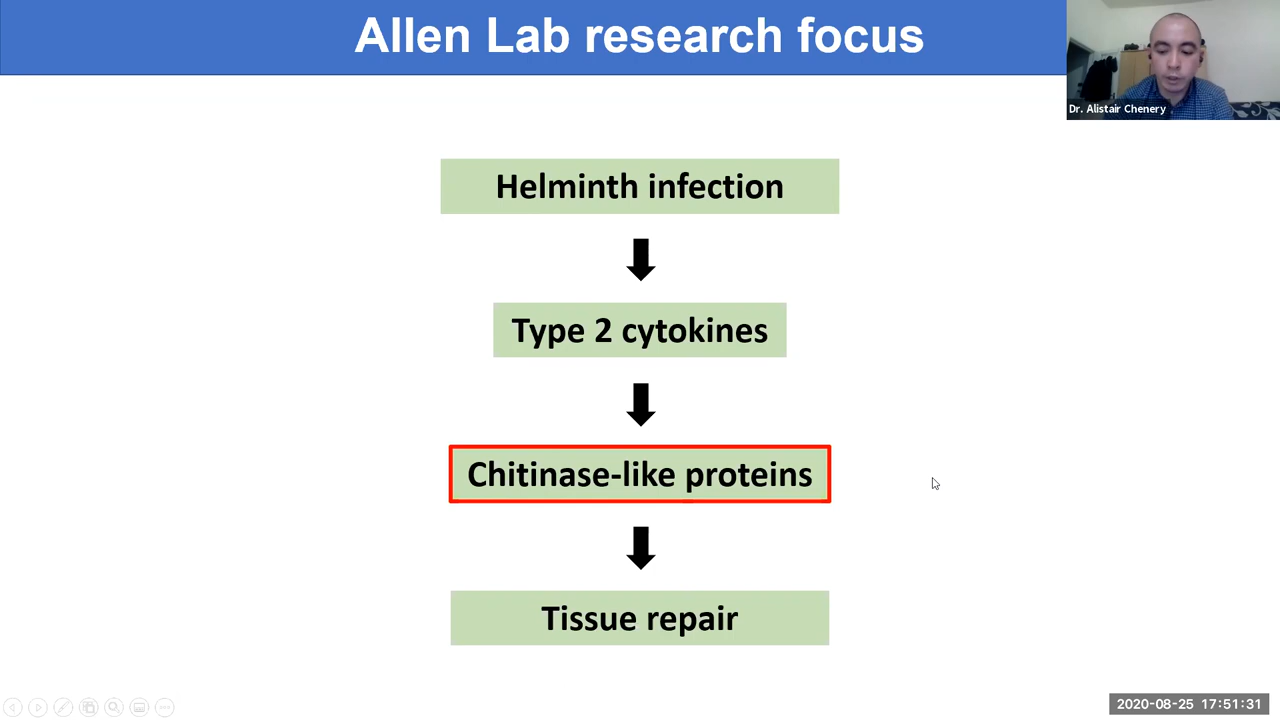 Allen Lab research focus
Dr. Alistair Chenery
Helminth infection
Type 2 cytokines
Chitinase-like proteins
Tissue repair
2020-08-25 17:51:31